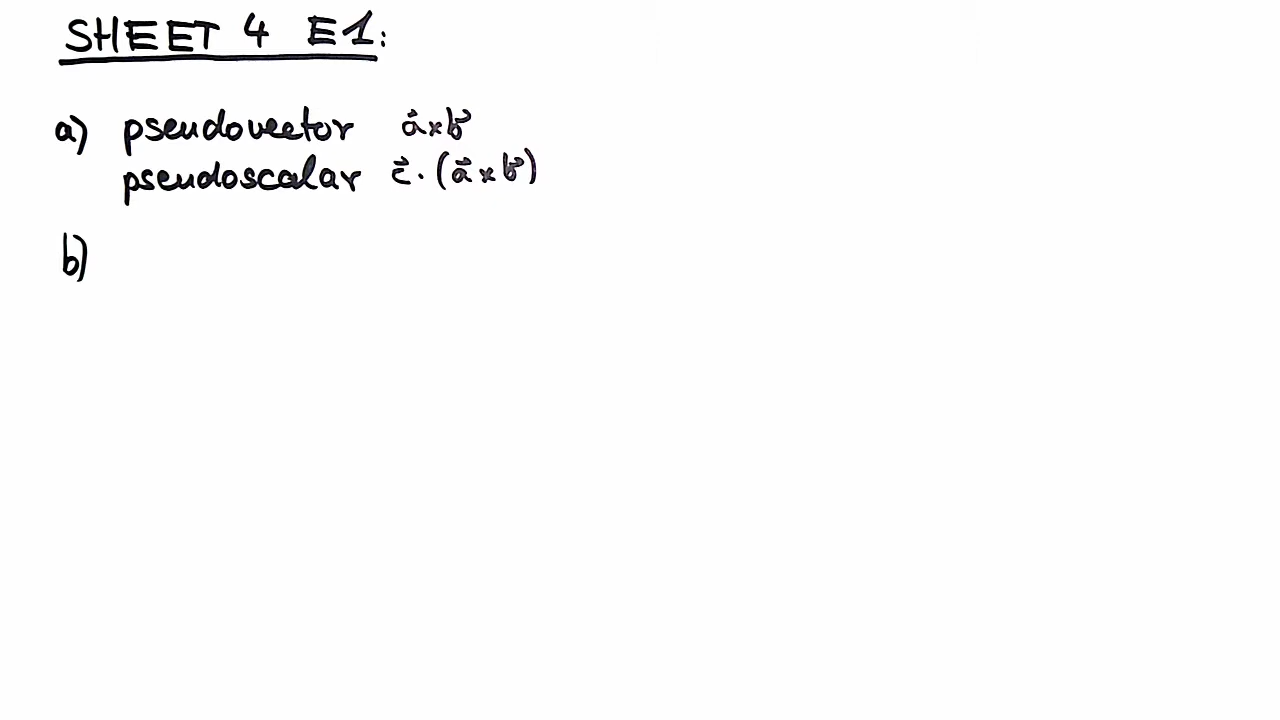 SHEET 4 E1:
a) pseudovector a⃗×b⃗
pseudoscalar c⃗·(a⃗×b⃗)
b)